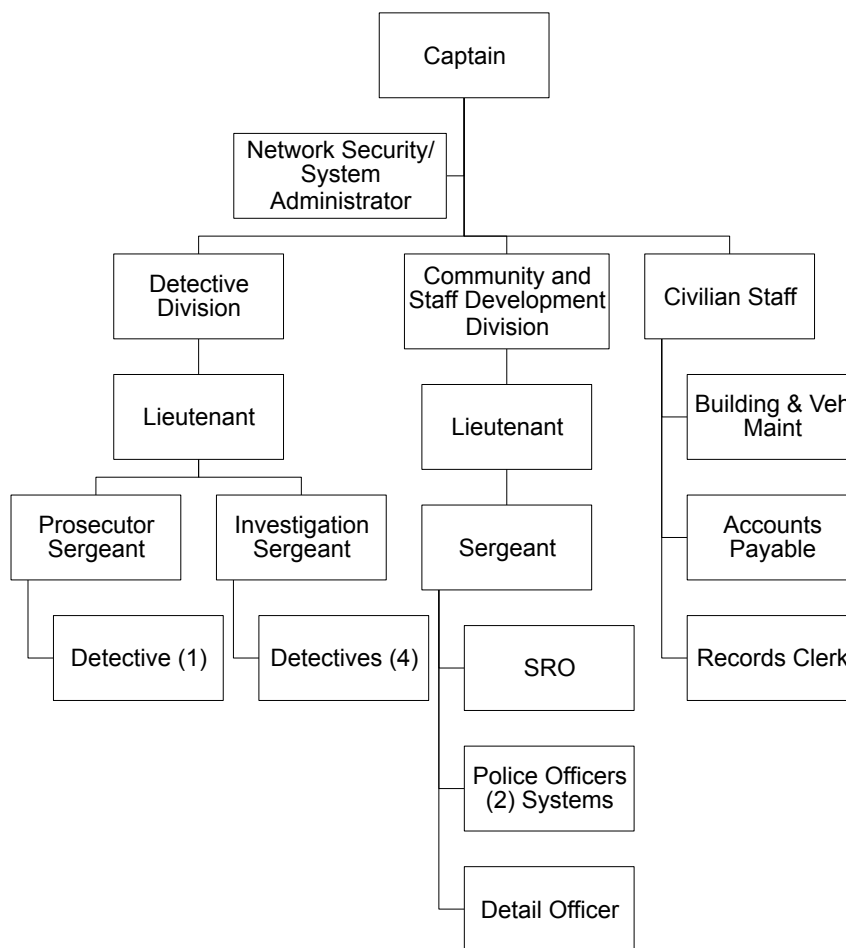 Captain
Network Security/
System
Administrator
Detective
Division
Community and
Staff Development
Division
Civilian Staff
Lieutenant
Lieutenant
Building & Veh
Maint
Prosecutor
Sergeant
Investigation
Sergeant
Sergeant
Accounts
Payable
Detective (1)
Detectives (4)
SRO
Records Clerk
Police Officers
(2) Systems
Detail Officer